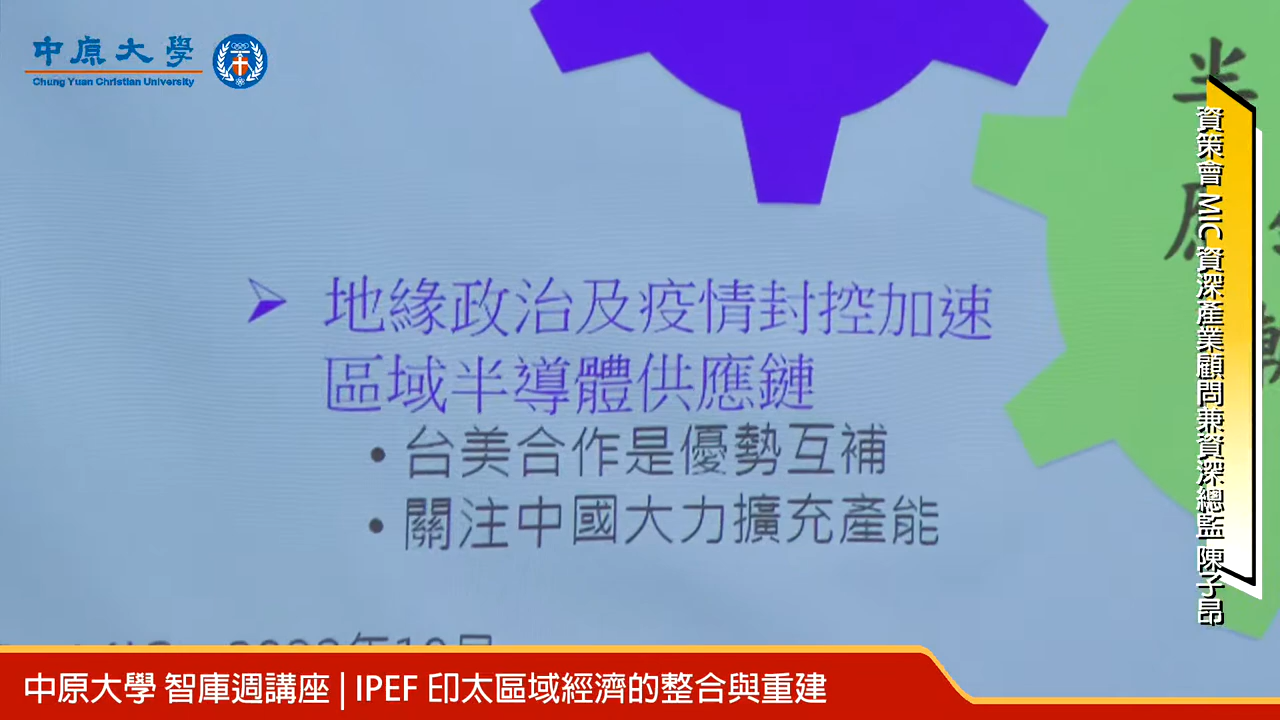 中原大學
Chung Yuan Christian University
地緣政治及疫情封控加速
區域半導體供應鏈
• 台美合作是優勢互補
• 關注中國大力擴充產能
半
資策會 MIC 資深產業顧問兼資深總監 陳子昂
中原大學 智庫週講座 | IPEF 印太區域經濟的整合與重建